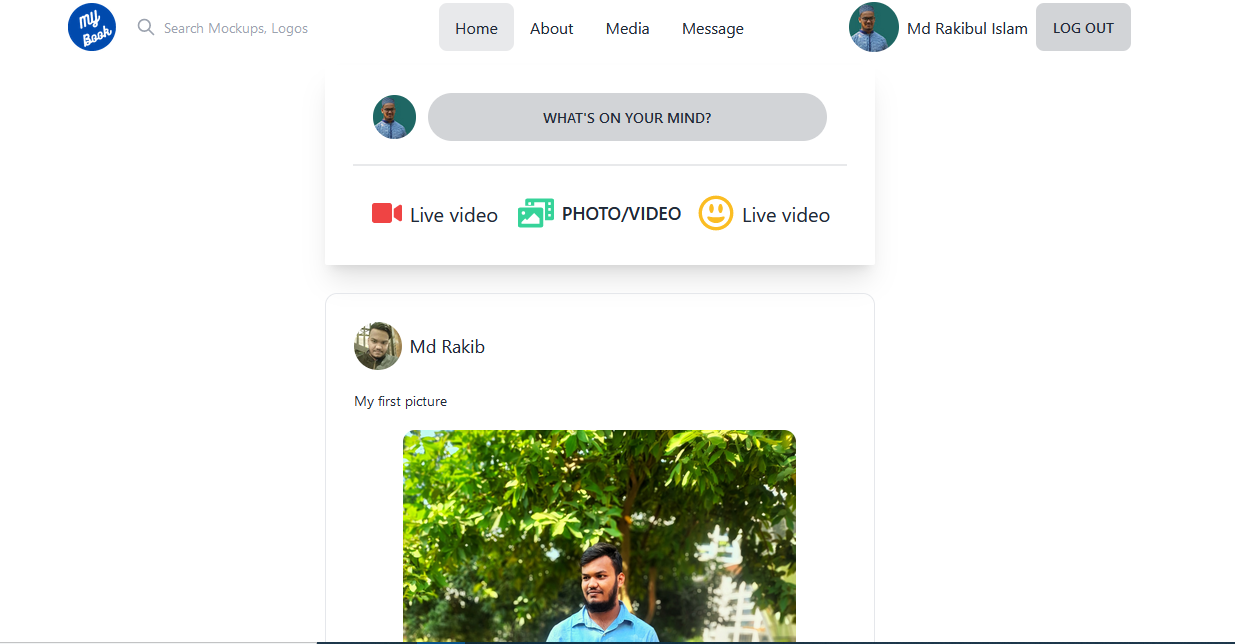 my
Book
Search Mockups, Logos
Home
About
Media
Message
Md Rakibul Islam
LOG OUT
WHAT'S ON YOUR MIND?
Live video
PHOTO/VIDEO
Live video
Md Rakib
My first picture